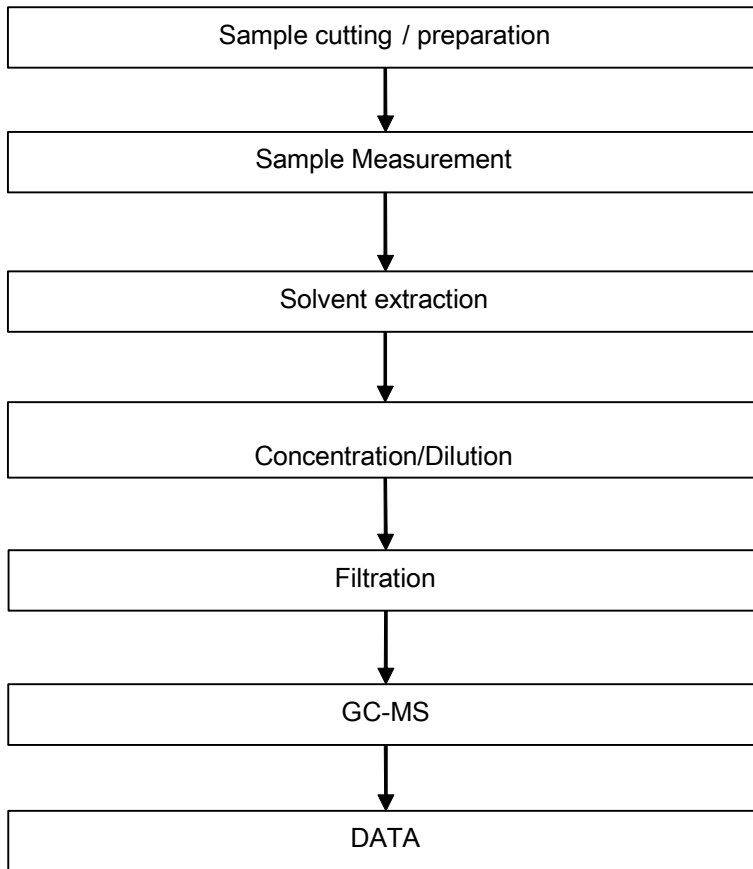 Sample cutting / preparation
Sample Measurement
Solvent extraction
Concentration/Dilution
Filtration
GC-MS
DATA